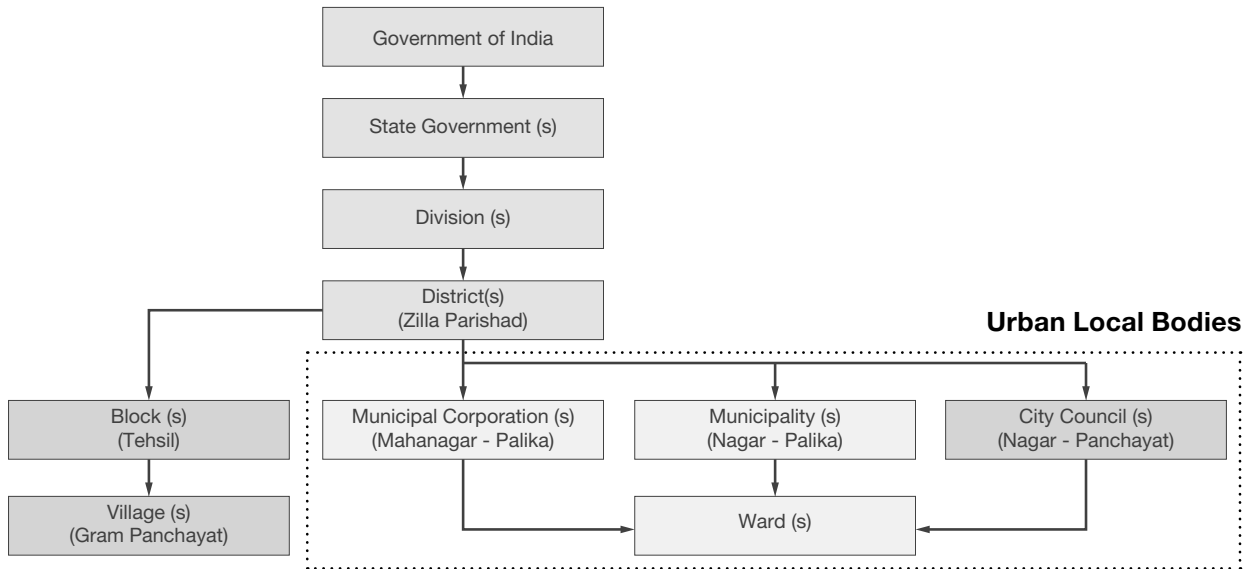 Government of India
State Government (s)
Division (s)
District(s)
(Zilla Parishad)
Urban Local Bodies
Block (s)
(Tehsil)
Municipal Corporation (s)
(Mahanagar - Palika)
Municipality (s)
(Nagar - Palika)
City Council (s)
(Nagar - Panchayat)
Village (s)
(Gram Panchayat)
Ward (s)